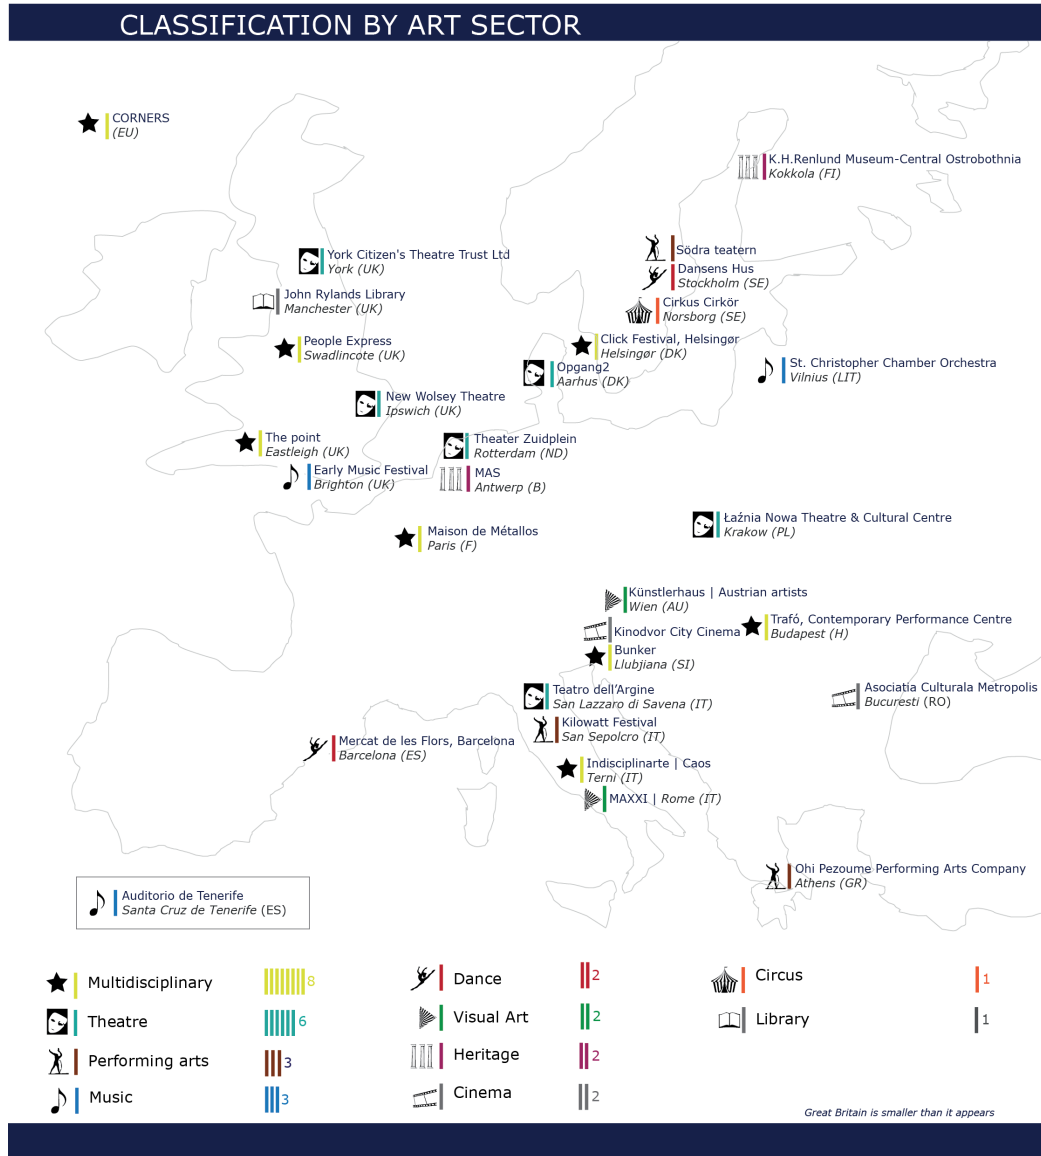 CLASSIFICATION BY ART SECTOR
CORNERS
(EU)
K.H.Renlund Museum-Central Ostrobothnia
Kokkola (FI)
York Citizen's Theatre Trust Ltd
York (UK)
Södra teatern
Dansens Hus
Stockholm (SE)
John Rylands Library
Manchester (UK)
Cirkus Cirkör
Norsborg (SE)
People Express
Swadlincote (UK)
Click Festival, Helsingør
Helsingør (DK)
Opgang2
Aarhus (DK)
St. Christopher Chamber Orchestra
Vilnius (LIT)
New Wolsey Theatre
Ipswich (UK)
The point
Eastleigh (UK)
Theater Zuidplein
Rotterdam (ND)
Early Music Festival
Brighton (UK)
MAS
Antwerp (B)
Maison de Métallos
Paris (F)
Łaźnia Nowa Theatre & Cultural Centre
Krakow (PL)
Künstlerhaus | Austrian artists
Wien (AU)
Kinodvor City Cinema
Trafó, Contemporary Performance Centre
Budapest (H)
Bunker
Llubjiana (SI)
Teatro dell’Argine
San Lazzaro di Savena (IT)
Asociatia Culturala Metropolis
Bucuresti (RO)
Kilowatt Festival
San Sepolcro (IT)
Mercat de les Flors, Barcelona
Barcelona (ES)
Indisciplinarte | Caos
Terni (IT)
MAXXI | Rome (IT)
Ohi Pezoume Performing Arts Company
Athens (GR)
Auditorio de Tenerife
Santa Cruz de Tenerife (ES)
Multidisciplinary 8
Theatre 6
Performing arts 3
Music 3
Dance 2
Visual Art 2
Heritage 2
Cinema 2
Circus 1
Library 1
Great Britain is smaller than it appears